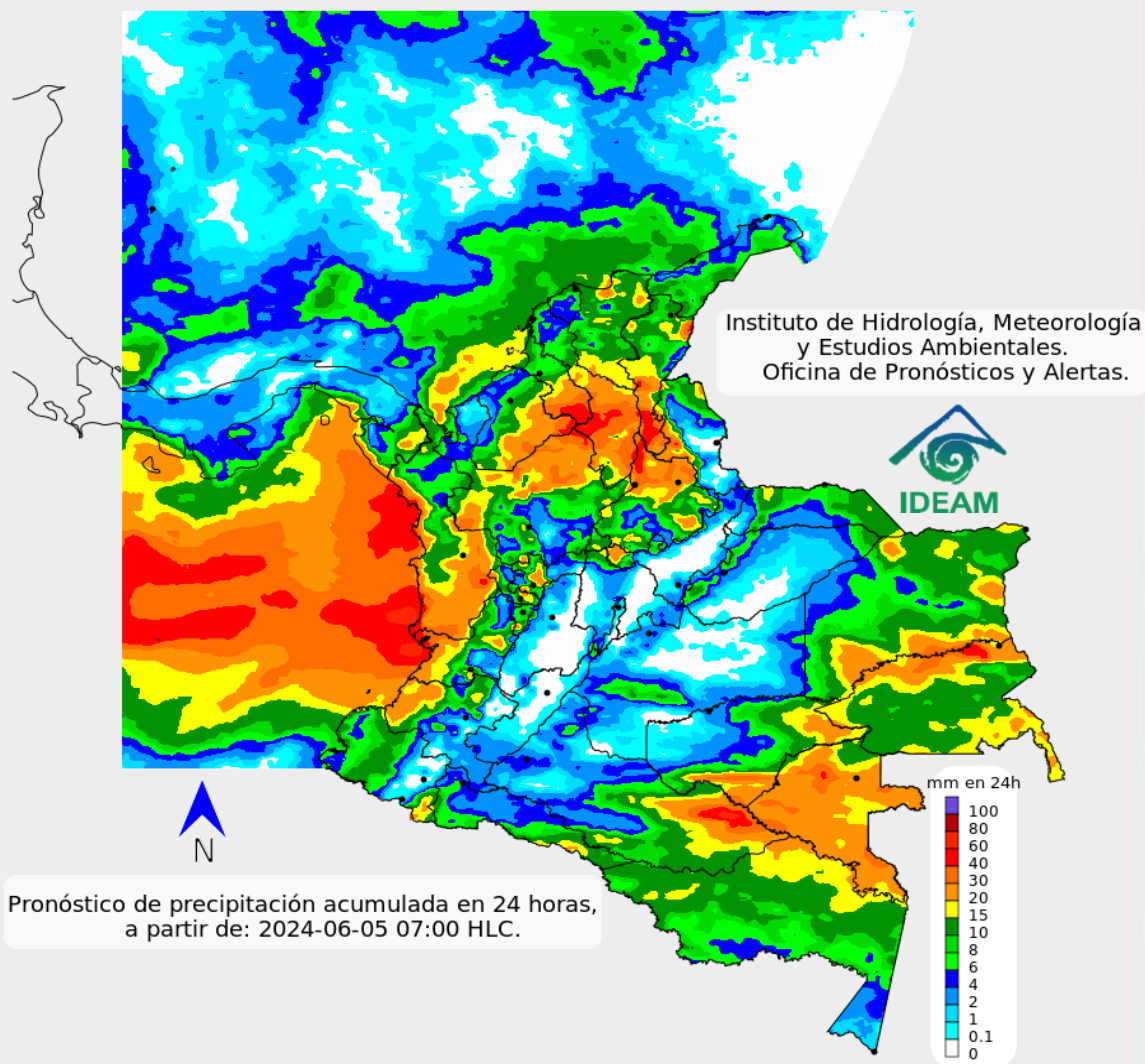 Instituto de Hidrología, Meteorología
y Estudios Ambientales.
Oficina de Pronósticos y Alertas.
IDEAM
N
Pronóstico de precipitación acumulada en 24 horas,
a partir de: 2024-06-05 07:00 HLC.
mm en 24h
100
80
60
40
30
20
15
10
8
6
4
2
1
0.1
0